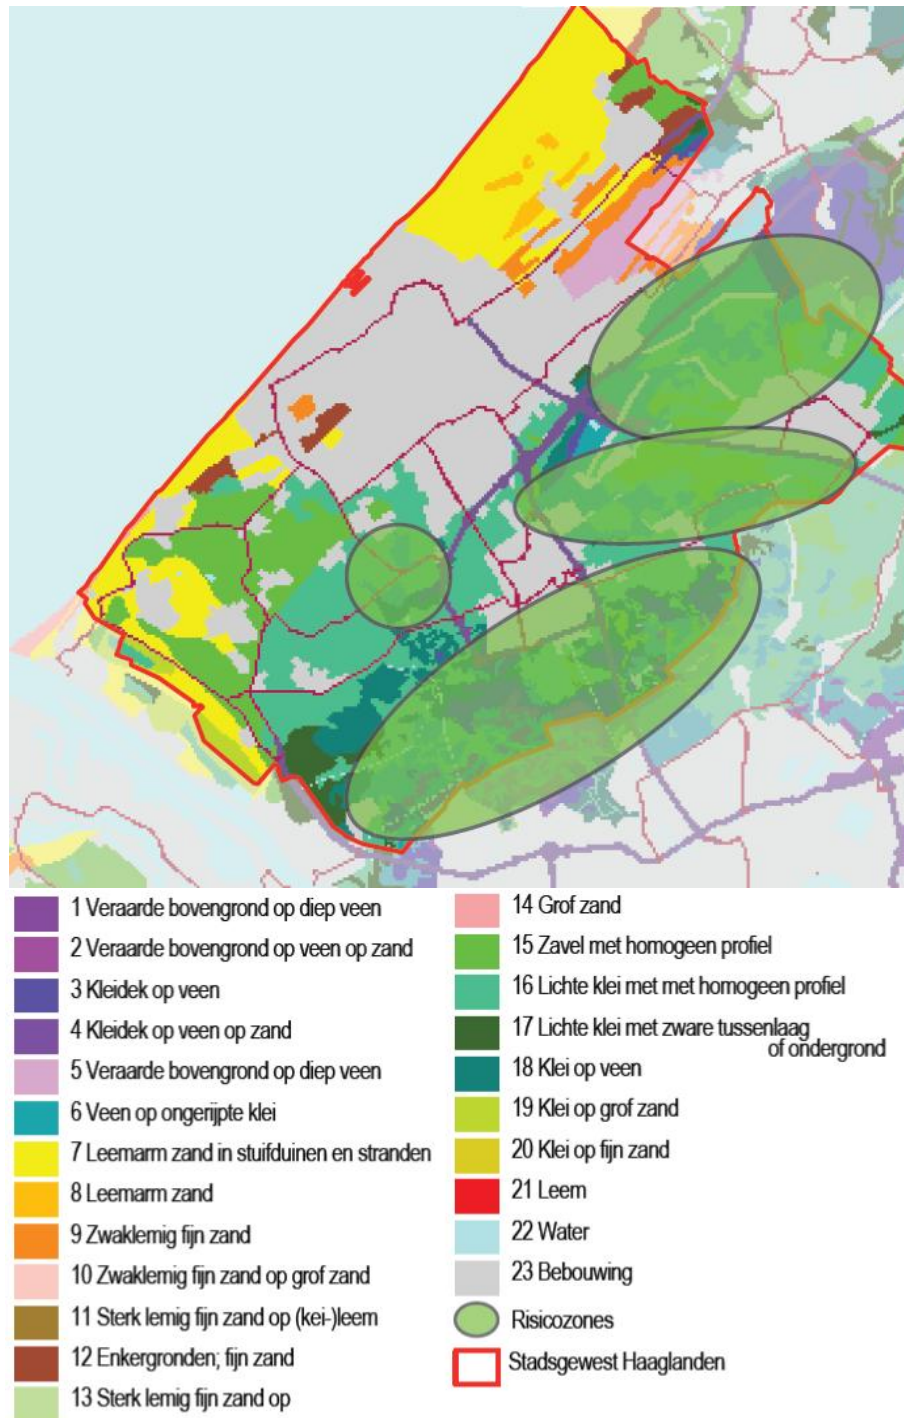 1 Veraarde bovengrond op diep veen
2 Veraarde bovengrond op veen op zand
3 Kleidek op veen
4 Kleidek op veen op zand
5 Veraarde bovengrond op diep veen
6 Veen op ongerijpte klei
7 Leemarm zand in stuifduinen en stranden
8 Leemarm zand
9 Zwaklemig fijn zand
10 Zwaklemig fijn zand op grof zand
11 Sterk lemig fijn zand op (kei-)leem
12 Enkergronden; fijn zand
13 Sterk lemig fijn zand op
14 Grof zand
15 Zavel met homogeen profiel
16 Lichte klei met met homogeen profiel
17 Lichte klei met zware tussenlaag
of ondergrond
18 Klei op veen
19 Klei op grof zand
20 Klei op fijn zand
21 Leem
22 Water
23 Bebouwing
Risicozones
Stadsgewest Haaglanden